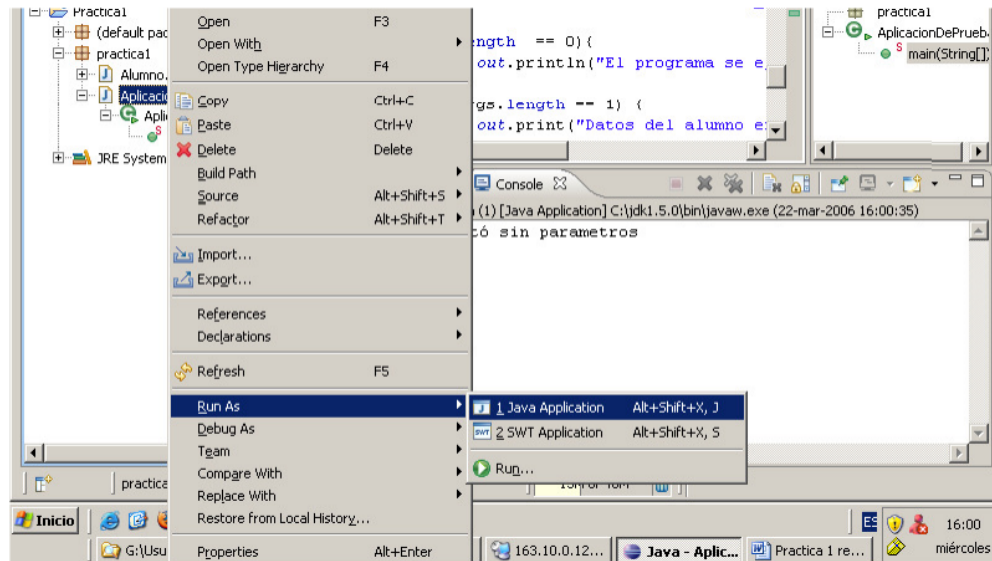 Practica1
(default pac
practica1
Alumno.
Aplicaci
Apli
S
JRE System
Open F3
Open With
Open Type Hierarchy F4
Copy Ctrl+C
Paste Ctrl+V
Delete Delete
Build Path
Source Alt+Shift+S
Refactor Alt+Shift+T
Import...
Export...
References
Declarations
Refresh F5
Run As
Debug As
Team
Compare With
Replace With
Restore from Local History...
Properties Alt+Enter
1 Java Application Alt+Shift+X, J
2 SWT Application Alt+Shift+X, S
Run...
ngth == 0){
out.println("El programa se e
gs.length == 1) {
out.print("Datos del alumno e
practica1
AplicacionDePrueb
S main(String[]
Console
(1) [Java Application] C:\jdk1.5.0\bin\javaw.exe (22-mar-2006 16:00:35)
tó sin parametros
practica
Inicio
ES
16:00
G:\Usu
163.10.0.12...
Java - Aplic...
Practica 1 re...
miércoles